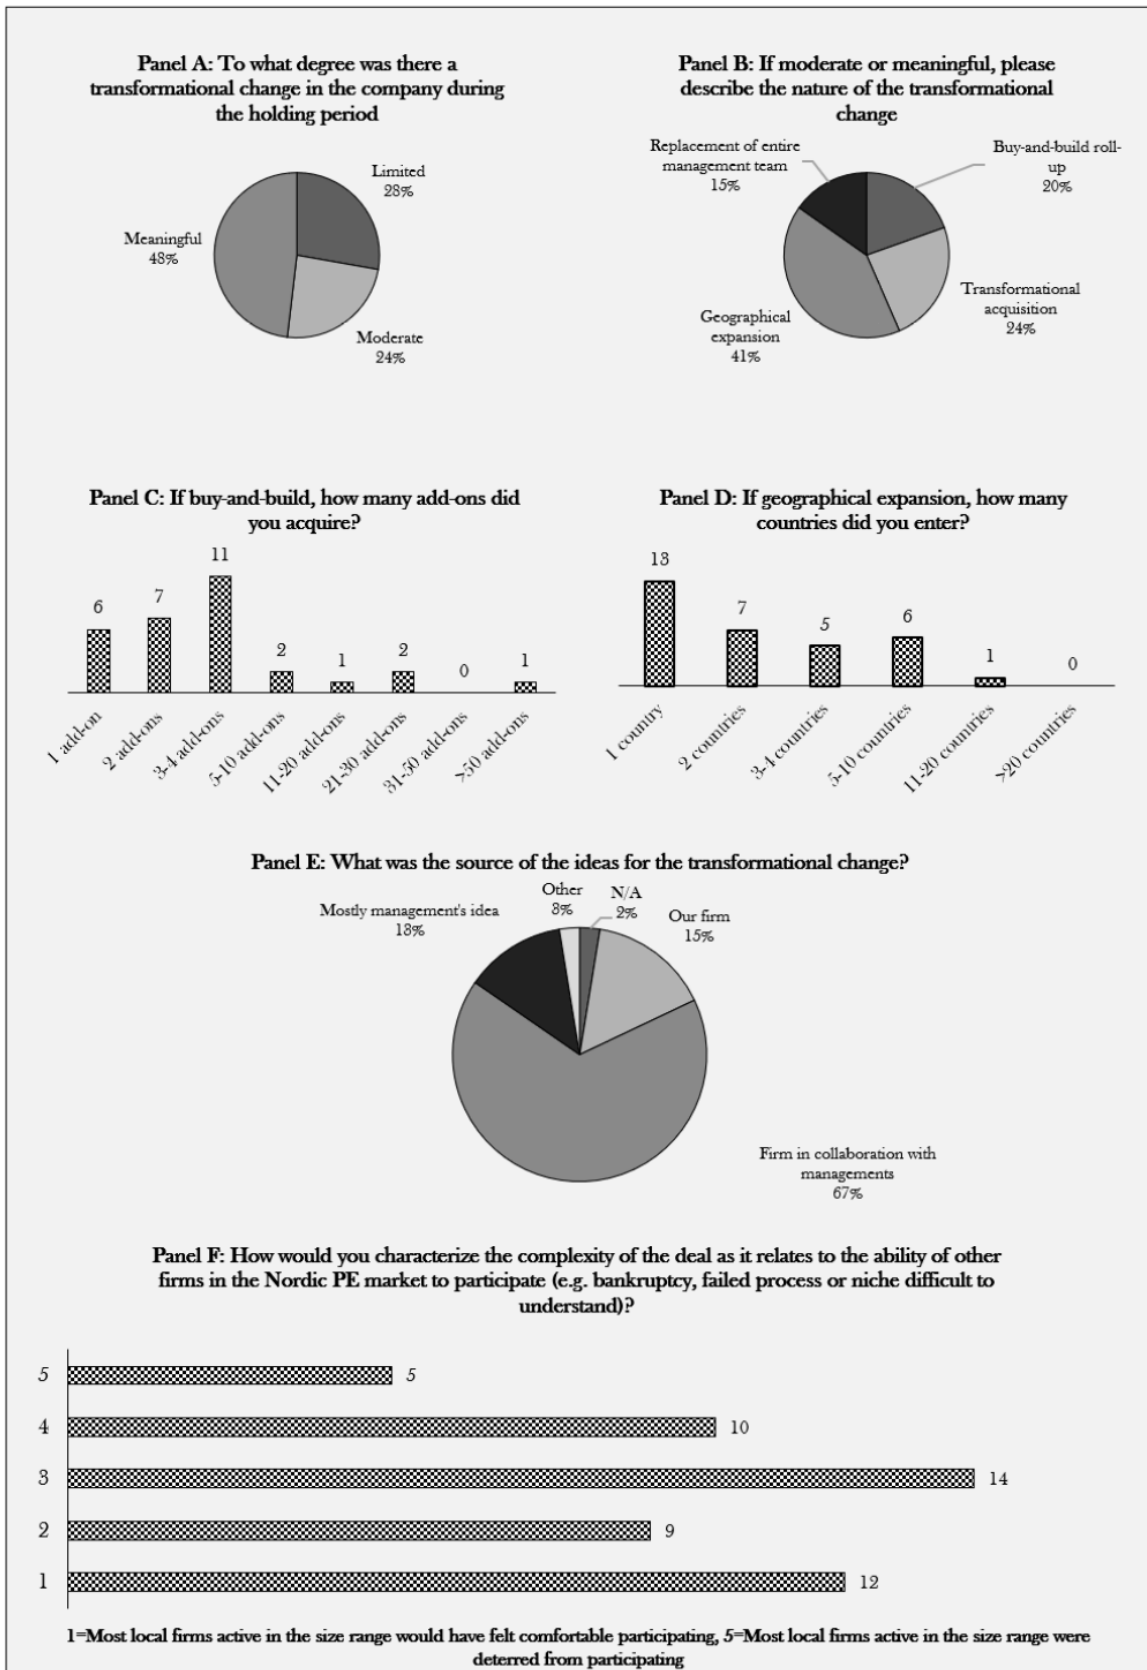 Panel A: To what degree was there a
transformational change in the company during
the holding period
Limited
28%
Meaningful
48%
Moderate
24%
Panel B: If moderate or meaningful, please
describe the nature of the transformational
change
Replacement of entire
management team
15%
Buy-and-build roll-
up
20%
Transformational
acquisition
24%
Geographical
expansion
41%
Panel C: If buy-and-build, how many add-ons did
you acquire?
6
7
11
2
1
2
0
1
1 add-on
2 add-ons
3-4 add-ons
5-10 add-ons
11-20 add-ons
21-30 add-ons
31-50 add-ons
>50 add-ons
Panel D: If geographical expansion, how many
countries did you enter?
13
7
5
6
1
0
1 country
2 countries
3-4 countries
5-10 countries
11-20 countries
>20 countries
Panel E: What was the source of the ideas for the transformational change?
Mostly management's idea
13%
Other
3%
N/A
2%
Our firm
15%
Firm in collaboration with
managements
67%
Panel F: How would you characterize the complexity of the deal as it relates to the ability of other
firms in the Nordic PE market to participate (e.g. bankruptcy, failed process or niche difficult to
understand)?
5 5
4 10
3 14
2 9
1 12
1=Most local firms active in the size range would have felt comfortable participating, 5=Most local firms active in the size range were
deterred from participating